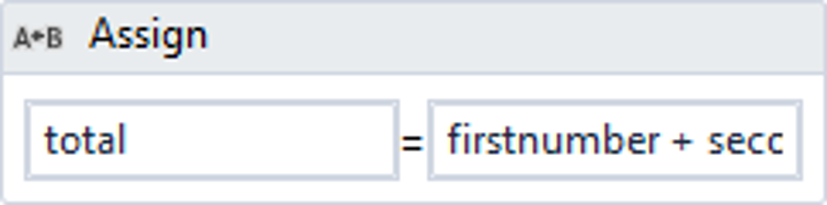 A←B Assign
total = firstnumber + secc